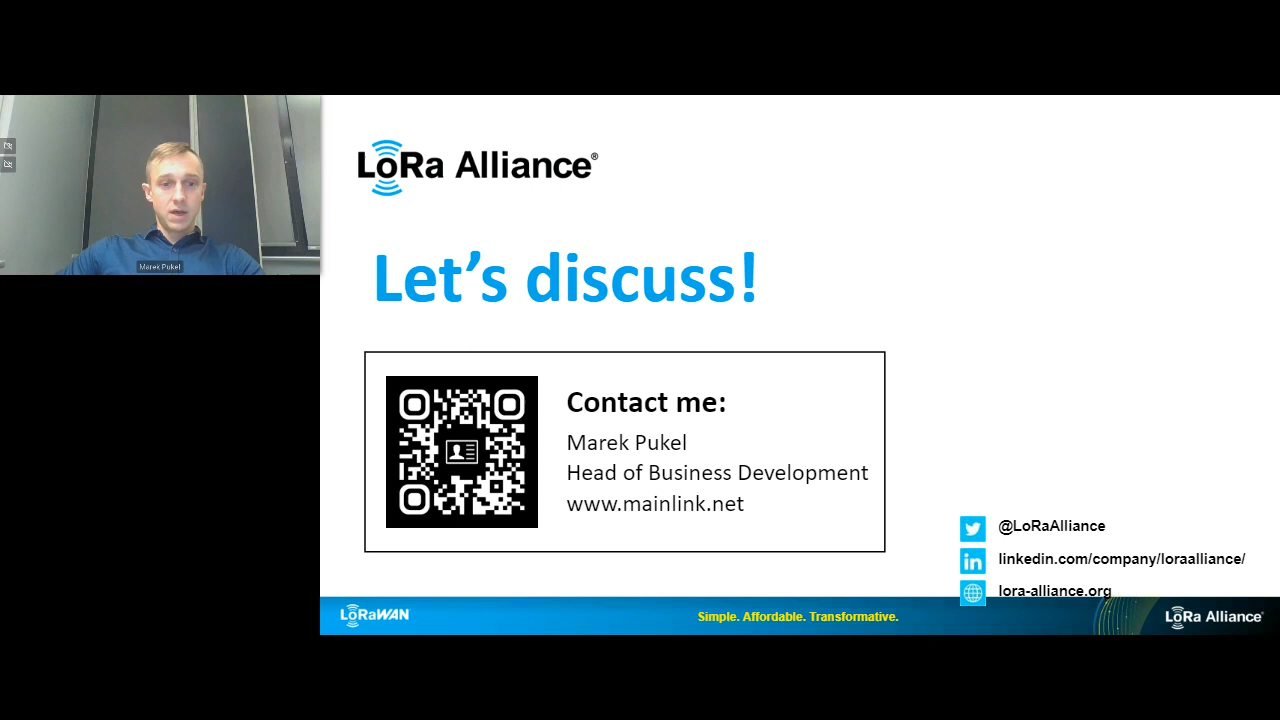 Marek Pukel
LoRa Alliance®
Let’s discuss!
Contact me:
Marek Pukel
Head of Business Development
www.mainlink.net
@LoRaAlliance
linkedin.com/company/loraalliance/
lora-alliance.org
LoRaWAN
Simple. Affordable. Transformative.
LoRa Alliance®